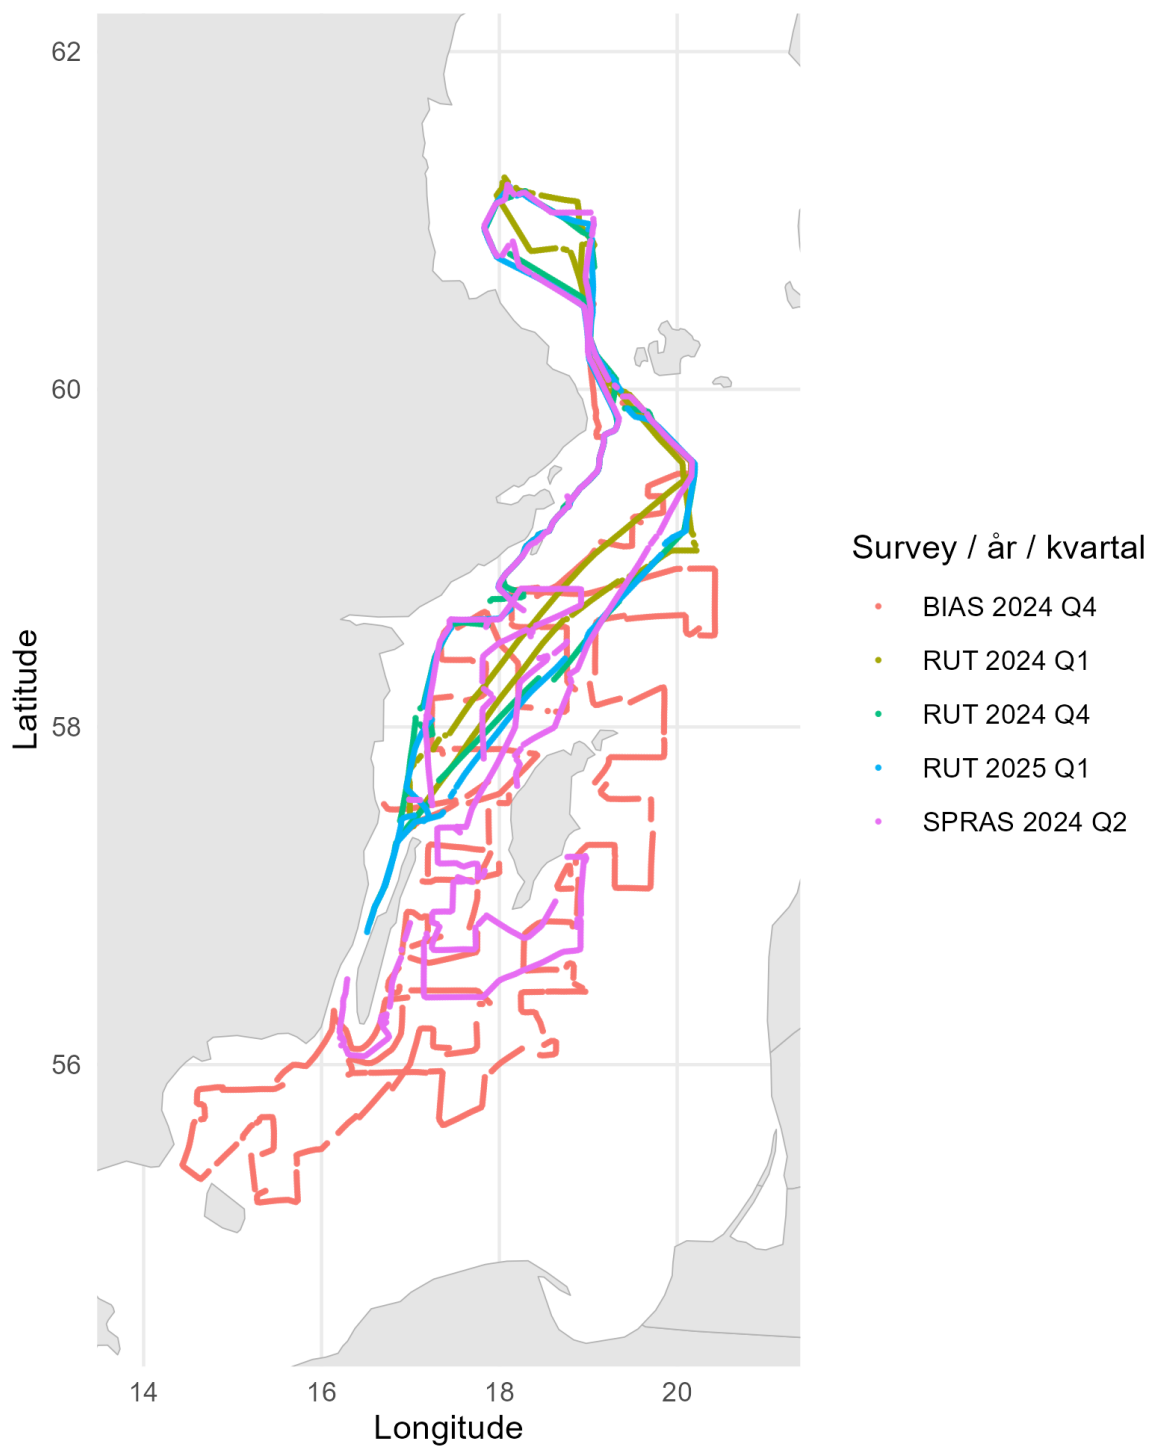 62
60
58
56
Latitude
14 16 18 20
Longitude
Survey / år / kvartal
BIAS 2024 Q4
RUT 2024 Q1
RUT 2024 Q4
RUT 2025 Q1
SPRAS 2024 Q2